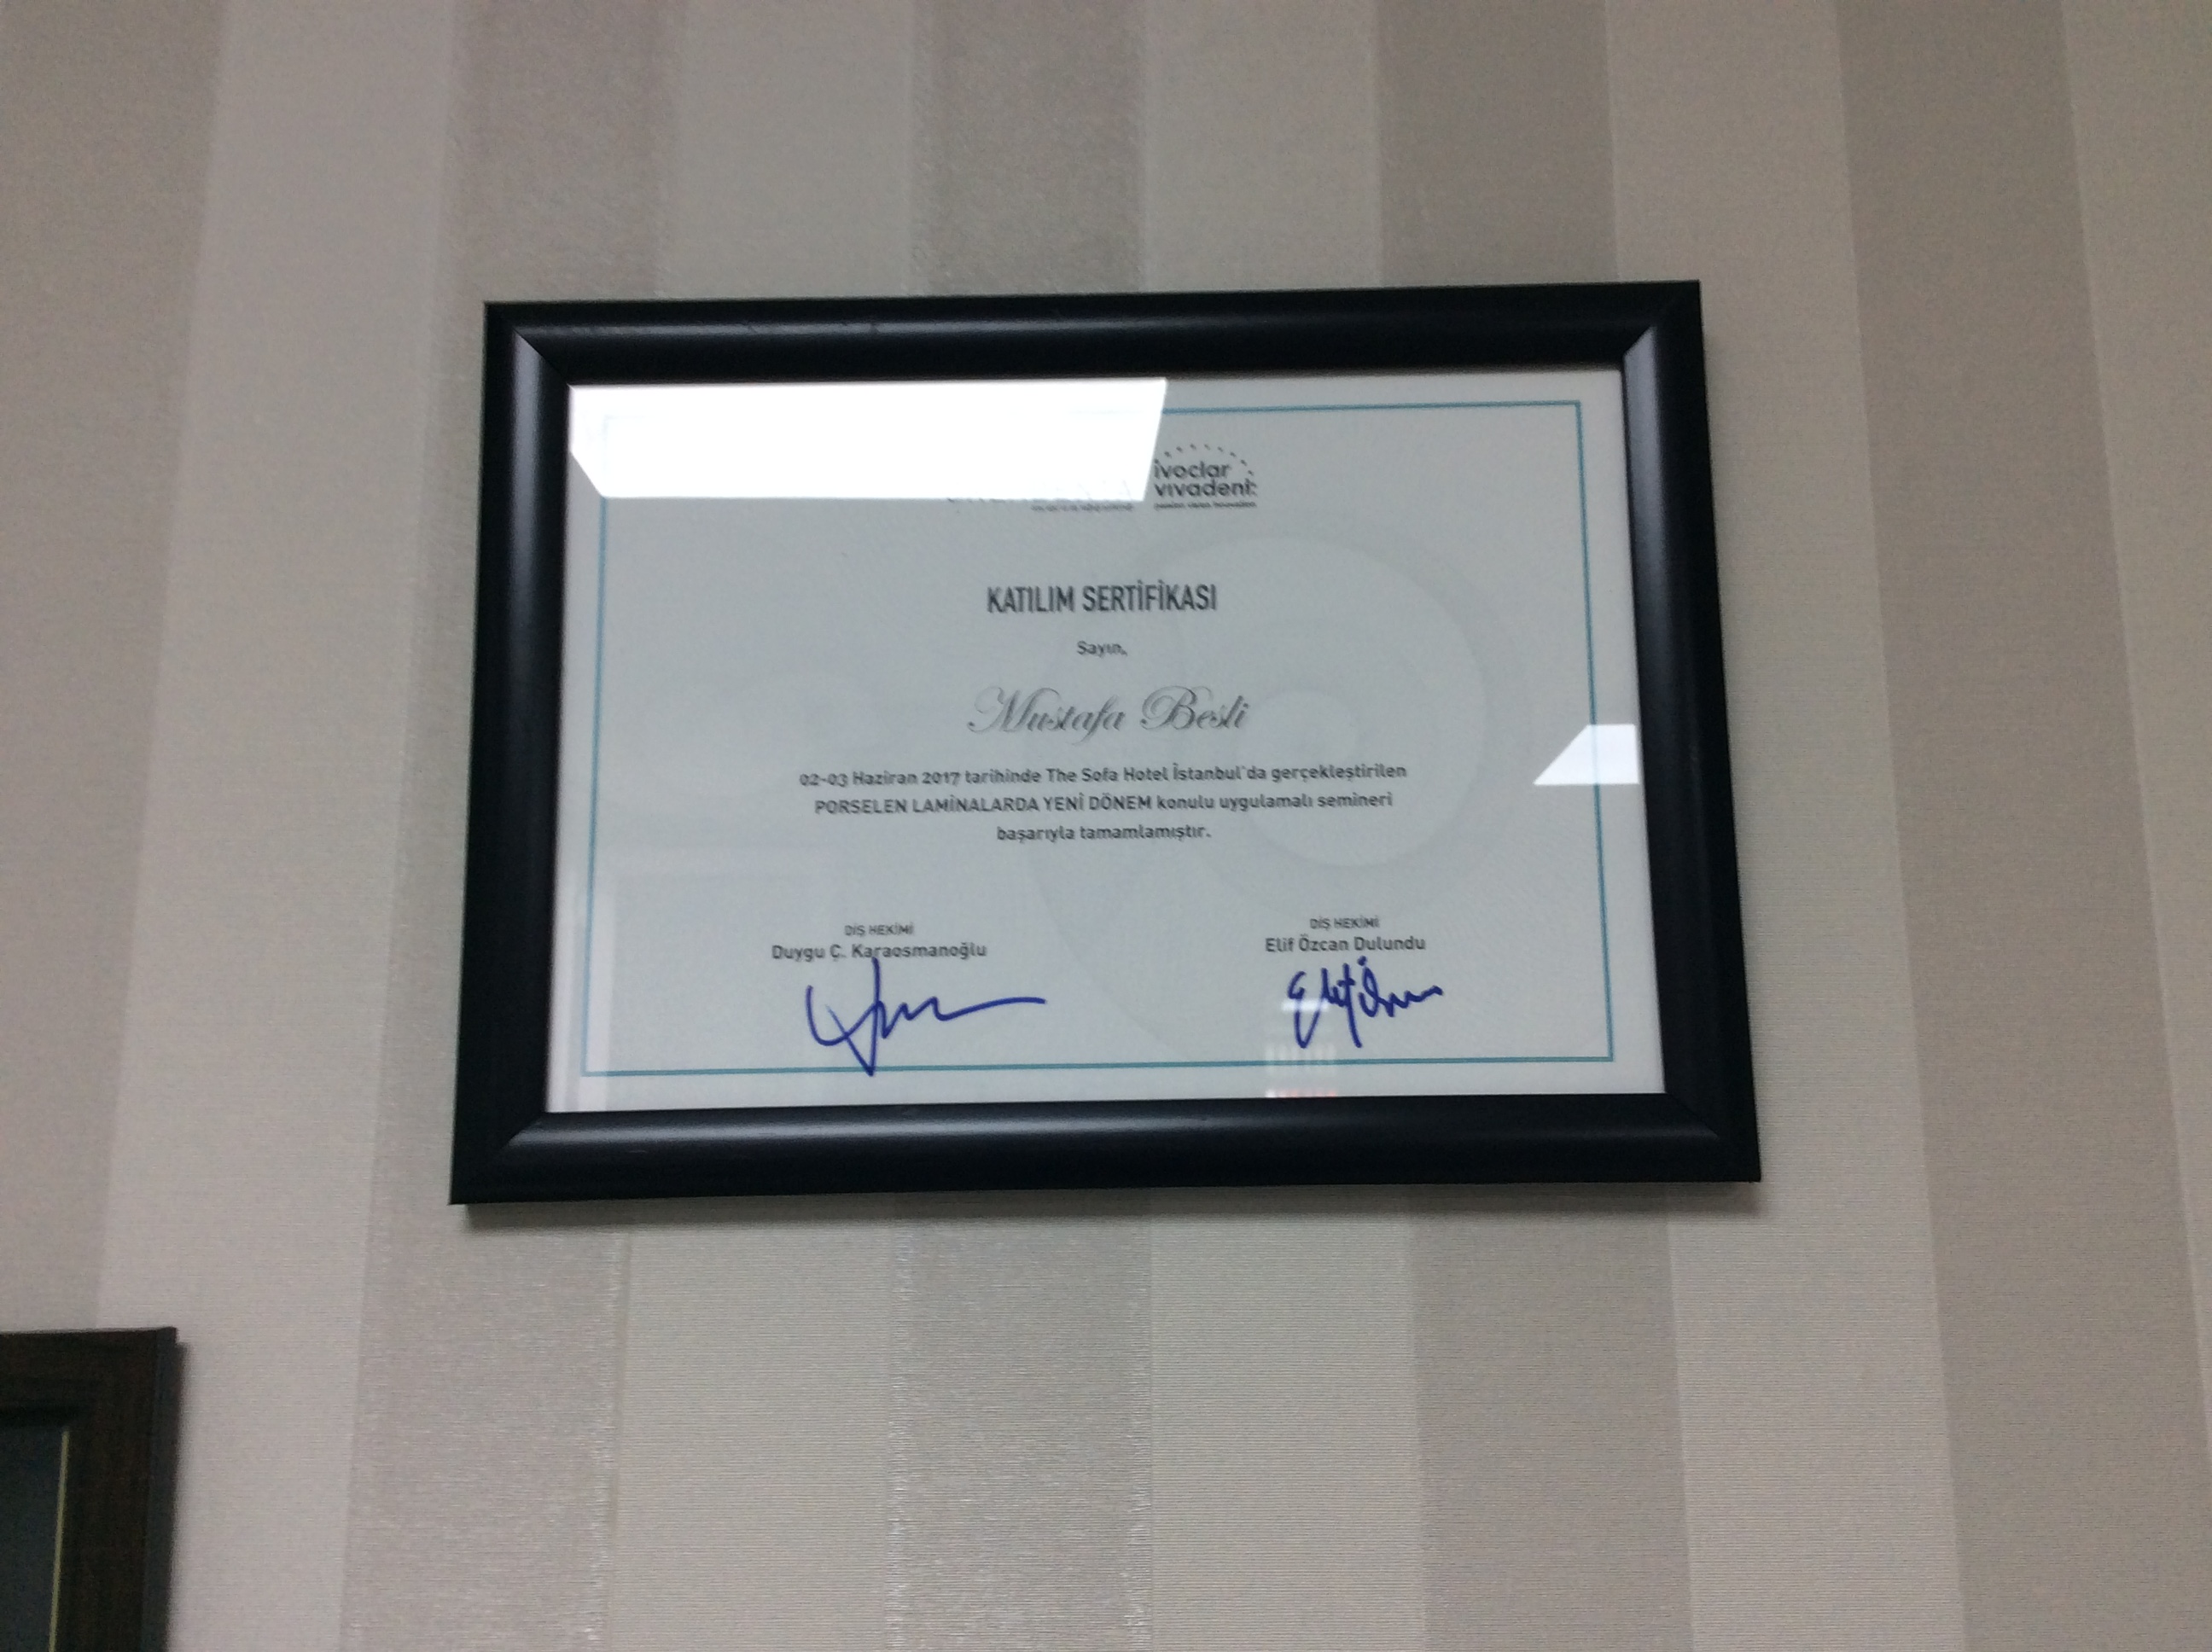 ivoclar
vivadent:
KATILIM SERTİFİKASI
Sayın,
Mustafa Besli
02-03 Haziran 2017 tarihinde The Sofa Hotel İstanbul'da gerçekleştirilen
PORSELEN LAMİNALARDA YENİ DÖNEM konulu uygulamalı semineri
başarıyla tamamlamıştır.
DİŞ HEKİMİ
Duygu Ç. Karaosmanoğlu
DİŞ HEKİMİ
Elif Özcan Dulundu